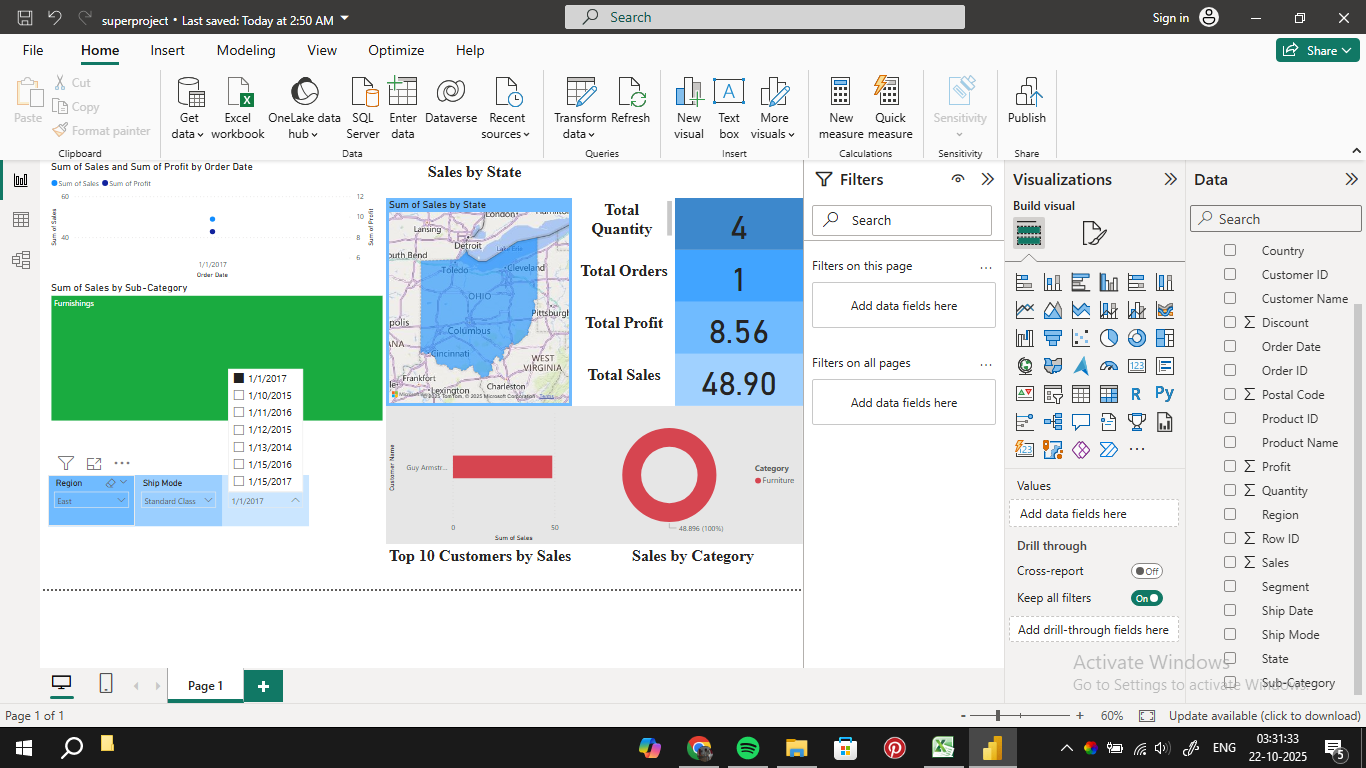 superproject • Last saved: Today at 2:50 AM
Search
Sign in
File
Home
Insert
Modeling
View
Optimize
Help
Share
Paste
Cut
Copy
Format painter
Clipboard
Get data
Excel workbook
OneLake data hub
SQL Server
Enter data
Dataverse
Recent sources
Data
Transform data
Refresh
Queries
New visual
Text box
More visuals
Insert
New measure
Quick measure
Calculations
Sensitivity
Sensitivity
Publish
Share
Sum of Sales and Sum of Profit by Order Date
Sum of Sales
Sum of Profit
60
40
Sum of Sales
12
10
8
6
Sum of Profit
1/1/2017
Order Date
Sum of Sales by Sub-Category
Furnishings
1/1/2017
1/10/2015
1/11/2016
1/12/2015
1/13/2014
1/15/2016
1/15/2017
Region
East
Ship Mode
Standard Class
1/1/2017
Sales by State
Sum of Sales by State
London
Lansing
Detroit
Lake Erie
uth Bend
Toledo
Cleveland
OHIO
Pittsburgh
polis
Columbus
ANA
Cincinnati
WEST VIRGINIA
Frankfort
Charleston
Lexington
© 2025 TomTom, © 2025 Microsoft Corporation
Terms
Total Quantity
4
Total Orders
1
Total Profit
8.56
Total Sales
48.90
Customer Name
Guy Armstr...
0
50
Sum of Sales
Top 10 Customers by Sales
Category
Furniture
48.896 (100%)
Sales by Category
Filters
Search
Filters on this page
Add data fields here
Filters on all pages
Add data fields here
Visualizations
Build visual
R
Py
123
123
Values
Add data fields here
Drill through
Cross-report
Off
Keep all filters
On
Add drill-through fields here
Data
Search
Country
Customer ID
Customer Name
Discount
Order Date
Order ID
Postal Code
Product ID
Product Name
Profit
Quantity
Region
Row ID
Sales
Segment
Ship Date
Ship Mode
State
Sub-Category
Activate Windows
Go to Settings to activate Windows.
Page 1
Page 1 of 1
60%
Update available (click to download)
ENG
03:31:33
22-10-2025
5